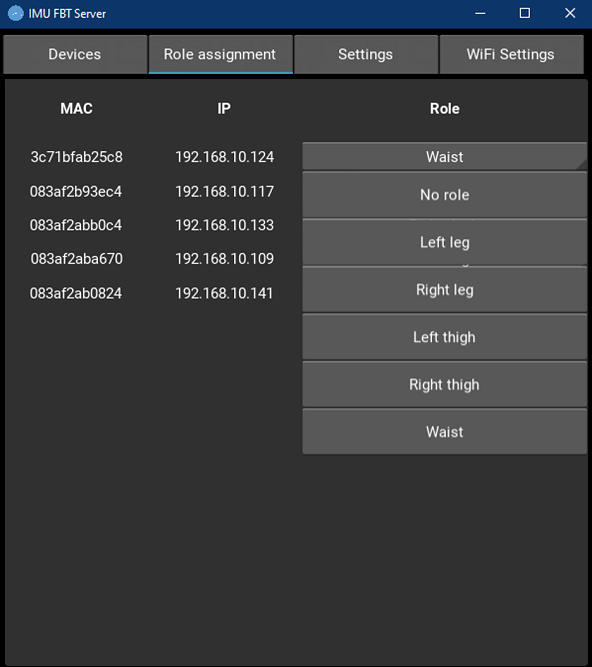 IMU FBT Server
Devices Role assignment Settings WiFi Settings
MAC IP Role
3c71bfab25c8 192.168.10.124 Waist
083af2b93ec4 192.168.10.117 No role
083af2abb0c4 192.168.10.133 Left leg
083af2aba670 192.168.10.109
083af2ab0824 192.168.10.141 Right leg
Left thigh
Right thigh
Waist